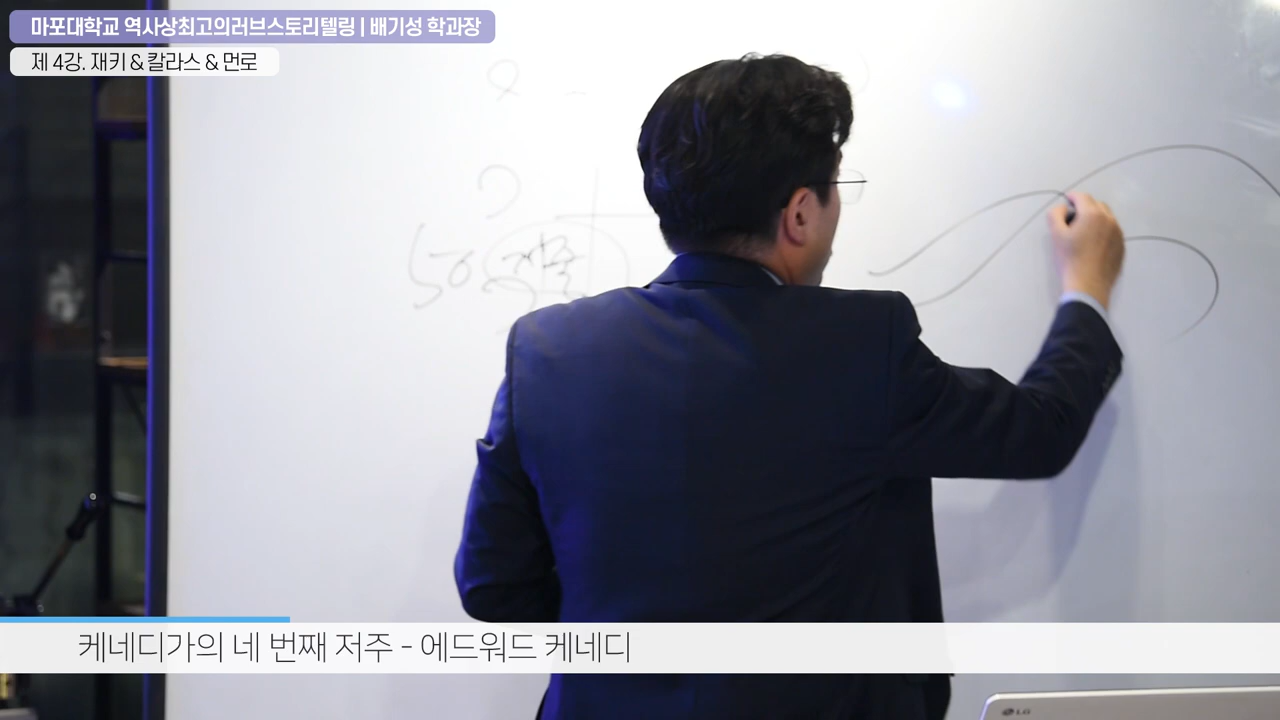 마포대학교 역사상최고의러브스토리텔링 | 배기성 학과장
제 4강. 재키 & 칼라스 & 먼로
50
케네디가의 네 번째 저주 - 에드워드 케네디
LG